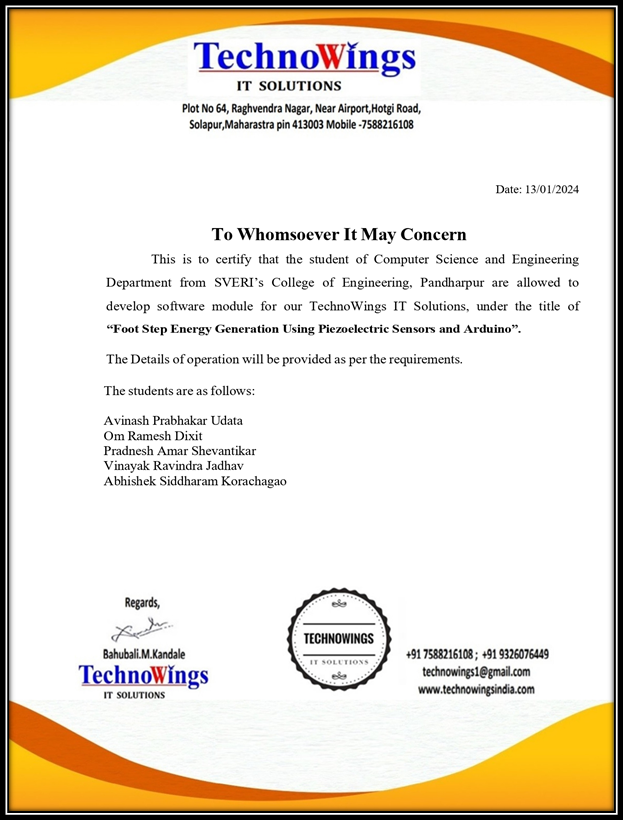 TechnoWings
IT SOLUTIONS
Plot No 64, Raghvendra Nagar, Near Airport,Hotgi Road,
Solapur,Maharastra pin 413003 Mobile -7588216108
Date: 13/01/2024
To Whomsoever It May Concern
This is to certify that the student of Computer Science and Engineering
Department from SVERI’s College of Engineering, Pandharpur are allowed to
develop software module for our TechnoWings IT Solutions, under the title of
“Foot Step Energy Generation Using Piezoelectric Sensors and Arduino”.
The Details of operation will be provided as per the requirements.
The students are as follows:
Avinash Prabhakar Udata
Om Ramesh Dixit
Pradnesh Amar Shevantikar
Vinayak Ravindra Jadhav
Abhishek Siddharam Korachagao
Regards,
Bahubali.M.Kandale
TechnoWings
IT SOLUTIONS
TECHNOWINGS
IT SOLUTIONS
+91 7588216108 ; +91 9326076449
technowings1@gmail.com
www.technowingsindia.com